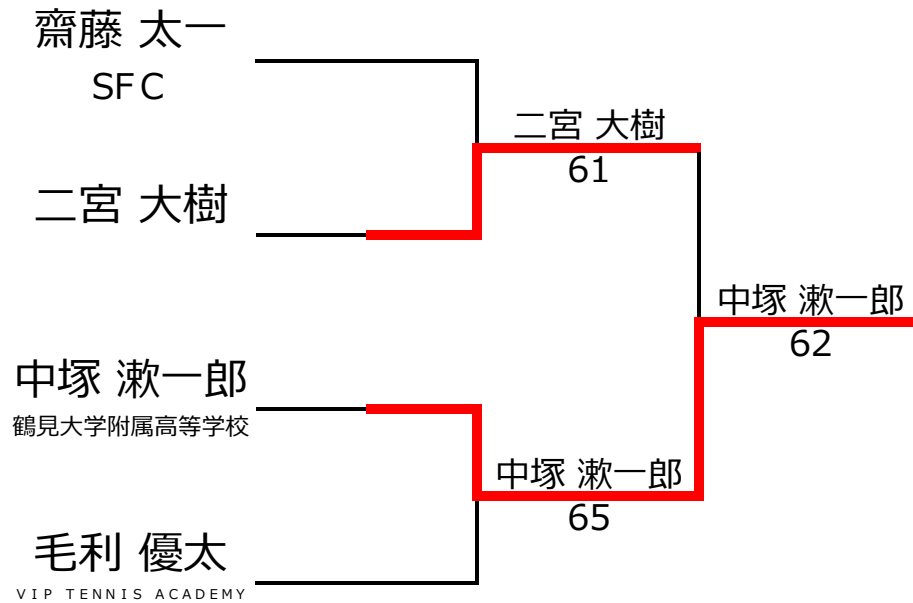 齋藤 太一
SFC
二宮 大樹
61
二宮 大樹
中塚 漱一郎
62
中塚 漱一郎
鶴見大学附属高等学校
中塚 漱一郎
65
毛利 優太
VIP TENNIS ACADEMY